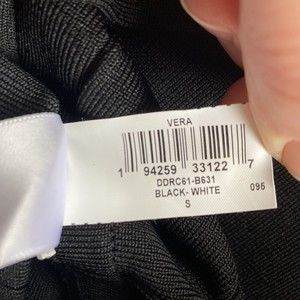 VERA
1 94259 33122 7
DDRC61-B631
BLACK- WHITE
S
095